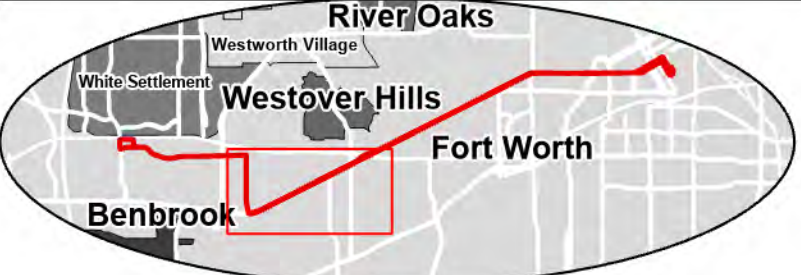 River Oaks
Westworth Village
White Settlement
Westover Hills
Fort Worth
Benbrook